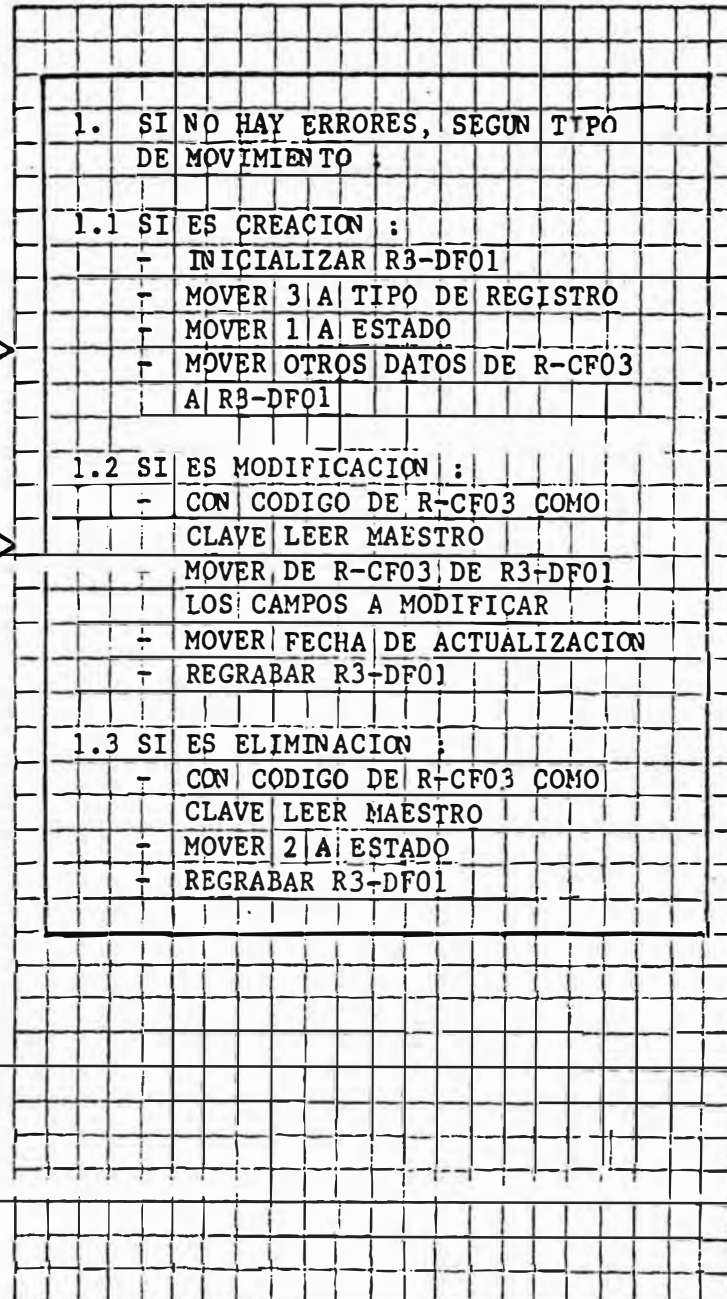 1. SI NO HAY ERRORES, SEGUN TIPO
DE MOVIMIENTO :
1.1 SI ES CREACION :
- INICIALIZAR R3-DF01
- MOVER 3 A TIPO DE REGISTRO
- MOVER 1 A ESTADO
- MOVER OTROS DATOS DE R-CF03
A R3-DF01
1.2 SI ES MODIFICACION :
- CON CODIGO DE R-CF03 COMO
CLAVE LEER MAESTRO
MOVER DE R-CF03 DE R3-DF01
LOS CAMPOS A MODIFICAR
- MOVER FECHA DE ACTUALIZACION
- REGRABAR R3-DF01
1.3 SI ES ELIMINACION :
- CON CODIGO DE R-CF03 COMO
CLAVE LEER MAESTRO
- MOVER 2 A ESTADO
- REGRABAR R3-DF01